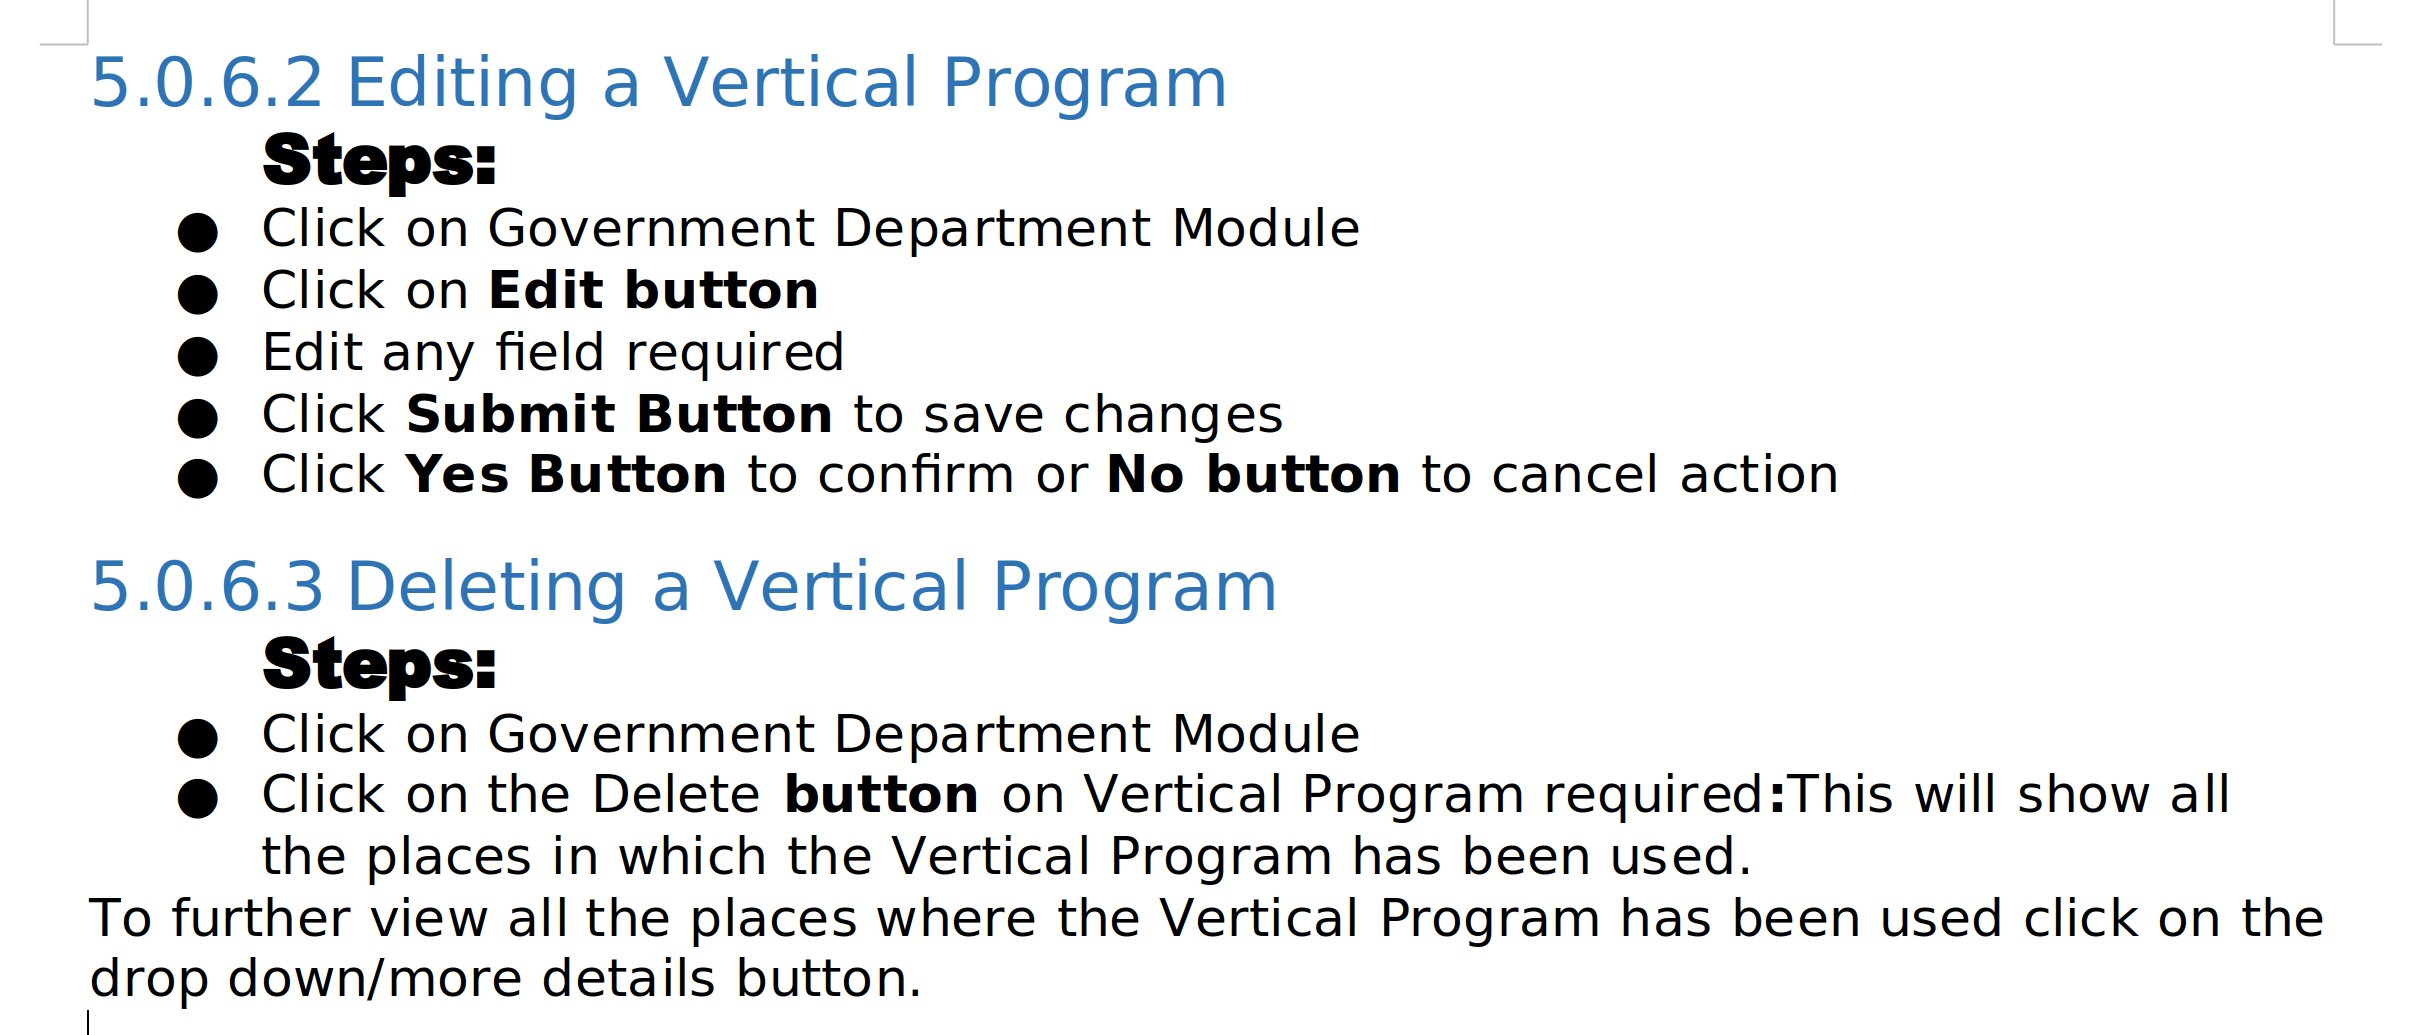 5.0.6.2 Editing a Vertical Program
Steps:
● Click on Government Department Module
● Click on Edit button
● Edit any field required
● Click Submit Button to save changes
● Click Yes Button to confirm or No button to cancel action
5.0.6.3 Deleting a Vertical Program
Steps:
● Click on Government Department Module
● Click on the Delete button on Vertical Program required:This will show all
the places in which the Vertical Program has been used.
To further view all the places where the Vertical Program has been used click on the
drop down/more details button.